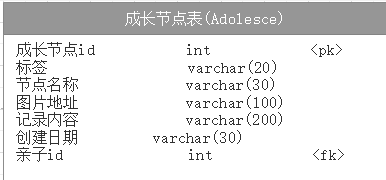 成长节点表(Adolesce)
成长节点id int <pk>
标签 varchar(20)
节点名称 varchar(30)
图片地址 varchar(100)
记录内容 varchar(200)
创建日期 varchar(30)
亲子id int <fk>